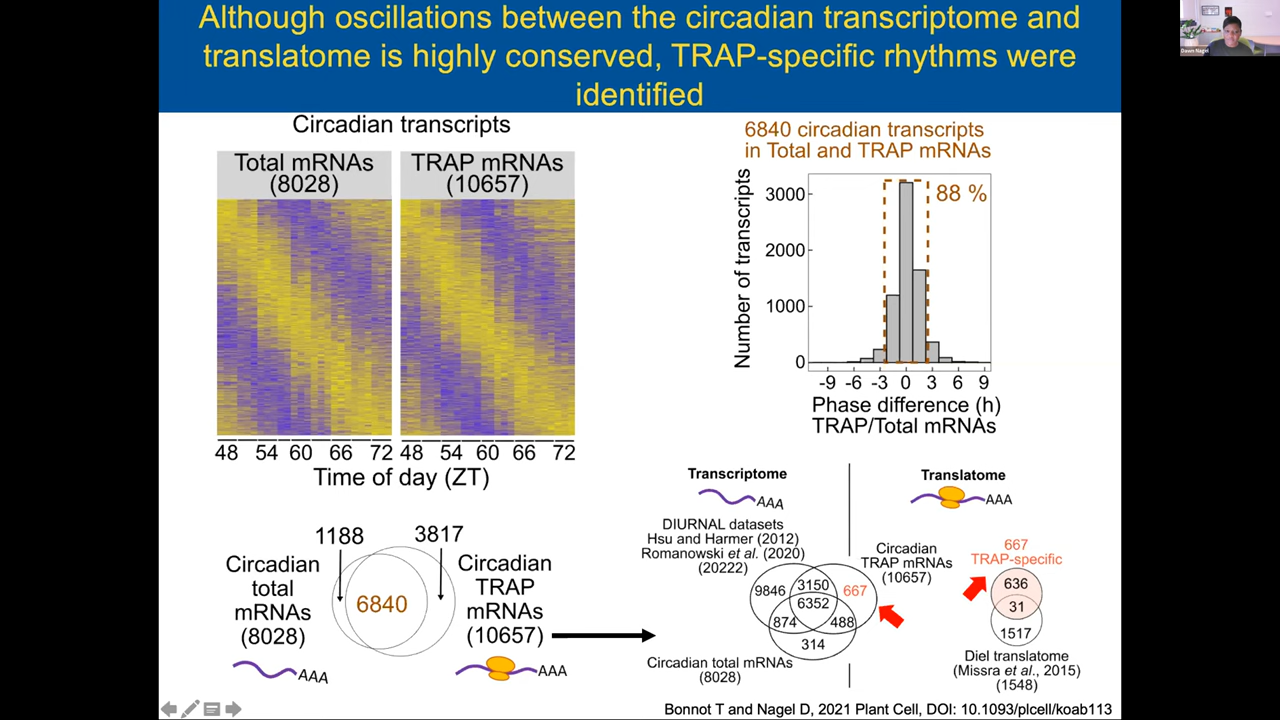 Although oscillations between the circadian transcriptome and
translatome is highly conserved, TRAP-specific rhythms were
identified
Dawn Nagel
Circadian transcripts
Total mRNAs
(8028)
TRAP mRNAs
(10657)
48 54 60 66 72
48 54 60 66 72
Time of day (ZT)
6840 circadian transcripts
in Total and TRAP mRNAs
88 %
Number of transcripts
3000
2000
1000
0
-9 -6 -3 0 3 6 9
Phase difference (h)
TRAP/Total mRNAs
1188
3817
Circadian
total
mRNAs
(8028)
AAA
6840
Circadian
TRAP
mRNAs
(10657)
AAA
Transcriptome
AAA
Translatome
AAA
DIURNAL datasets
Hsu and Harmer (2012)
Romanowski et al. (2020)
(20222)
Circadian
TRAP mRNAs
(10657)
9846
3150
667
6352
874
488
314
Circadian total mRNAs
(8028)
667
TRAP-specific
636
31
1517
Diel translatome
(Missra et al., 2015)
(1548)
Bonnot T and Nagel D, 2021 Plant Cell, DOI: 10.1093/plcell/koab113